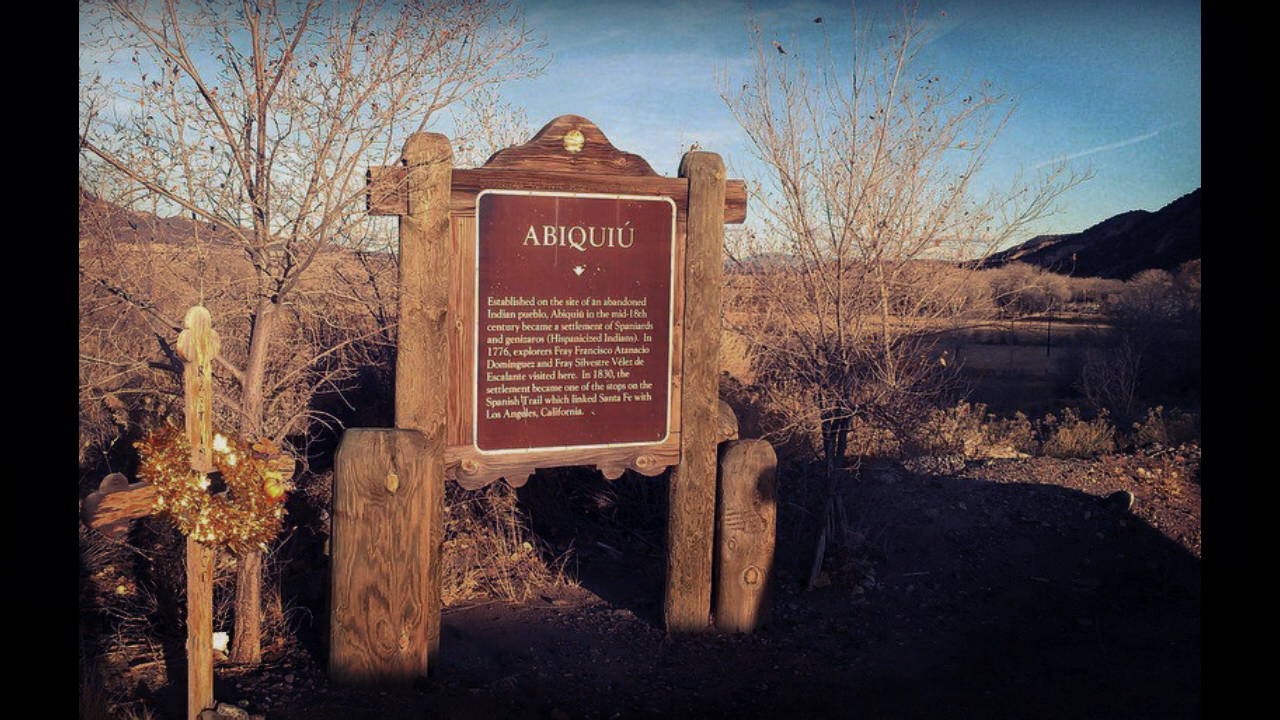 ABIQUIÚ
Established on the site of an abandoned
Indian pueblo, Abiquiú in the mid-18th
century became a settlement of Spaniards
and genízaros (Hispanicized Indians). In
1776, explorers Fray Francisco Atanacio
Domínguez and Fray Silvestre Vélez de
Escalante visited here. In 1830, the
settlement became one of the stops on the
Spanish Trail which linked Santa Fe with
Los Angeles, California.